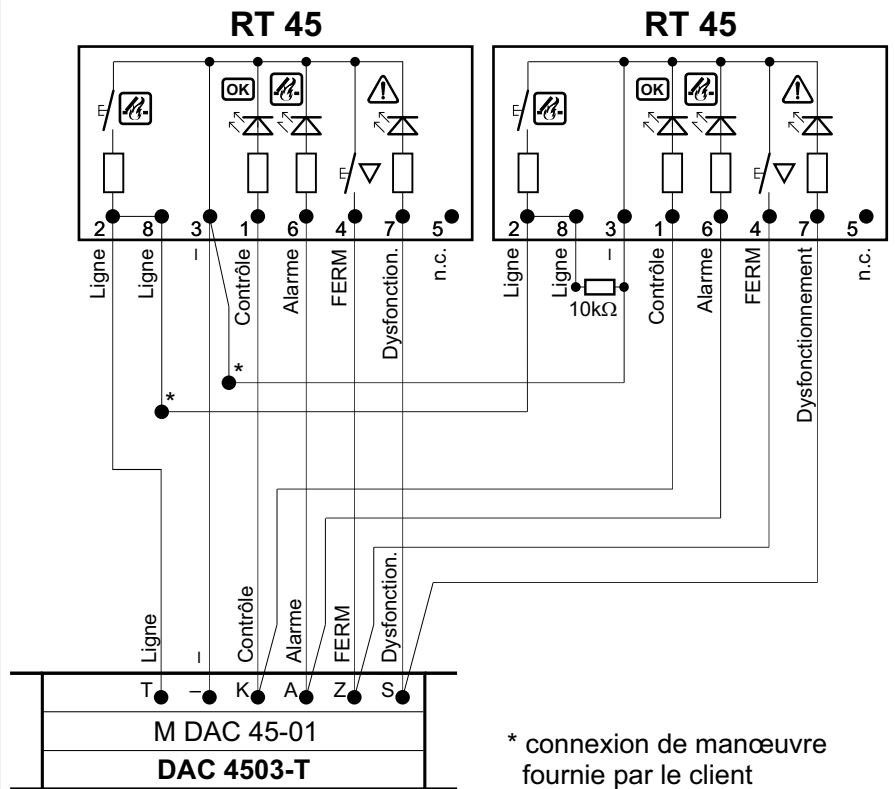 RT 45
RT 45
OK
OK
2 8 3 1 6 4 7 5
2 8 3 1 6 4 7 5
Ligne
Ligne
–
Contrôle
Alarme
FERM
Dysfonction.
n.c.
Ligne
Ligne
–
Contrôle
Alarme
FERM
Dysfonctionnement
n.c.
10kΩ
*
*
Ligne
–
Contrôle
Alarme
FERM
Dysfonction.
T – K A Z S
M DAC 45-01
DAC 4503-T
* connexion de manœuvre
fournie par le client